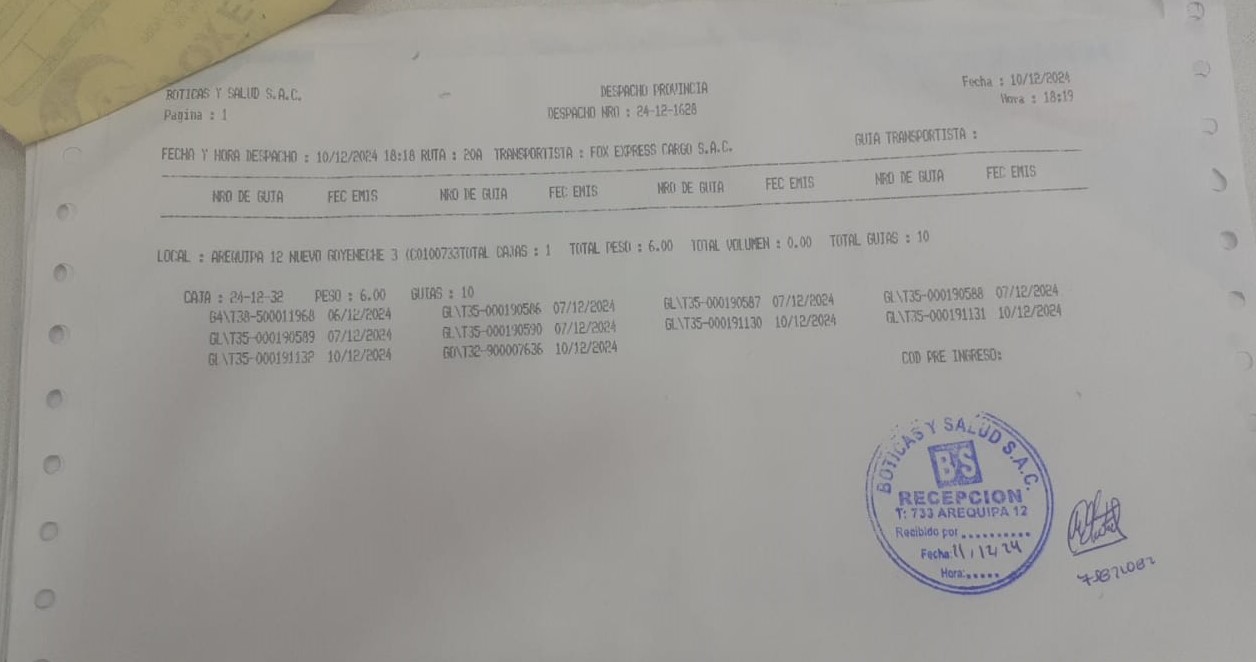 BOTICAS Y SALUD S.A.C.
DESPACHO PROVINCIA
Fecha : 10/12/2024
Pagina : 1
DESPACHO NRO : 24-12-1628
Hora : 18:19
FECHA Y HORA DESPACHO : 10/12/2024 18:18 RUTA : 20A TRANSPORTISTA : FOX EXPRESS CARGO S.A.C.
GUIA TRANSPORTISTA :
NRO DE GUIA FEC EMIS NRO DE GUIA FEC EMIS NRO DE GUIA FEC EMIS NRO DE GUIA FEC EMIS
LOCAL : AREQUIPA 12 NUEVO GOYENECHE 3 (C0100733TOTAL CAJAS : 1 TOTAL PESO : 6.00 TOTAL VOLUMEN : 0.00 TOTAL GUIAS : 10
CAJA : 24-12-32 PESO : 6.00 GUIAS : 10
G4\T38-500011968 06/12/2024 GL\T35-000190586 07/12/2024 GL\T35-000190587 07/12/2024 GL\T35-000190588 07/12/2024
GL\T35-000190589 07/12/2024 GL\T35-000190590 07/12/2024 GL\T35-000191130 10/12/2024 GL\T35-000191131 10/12/2024
GL\T35-000191132 10/12/2024 GO\T32-900007636 10/12/2024
COD PRE INGRESO:
BOTICAS Y SALUD S.A.C.
BS
RECEPCION
T: 733 AREQUIPA 12
Recibido por ..........
Fecha: 11/12/24
Hora:.....